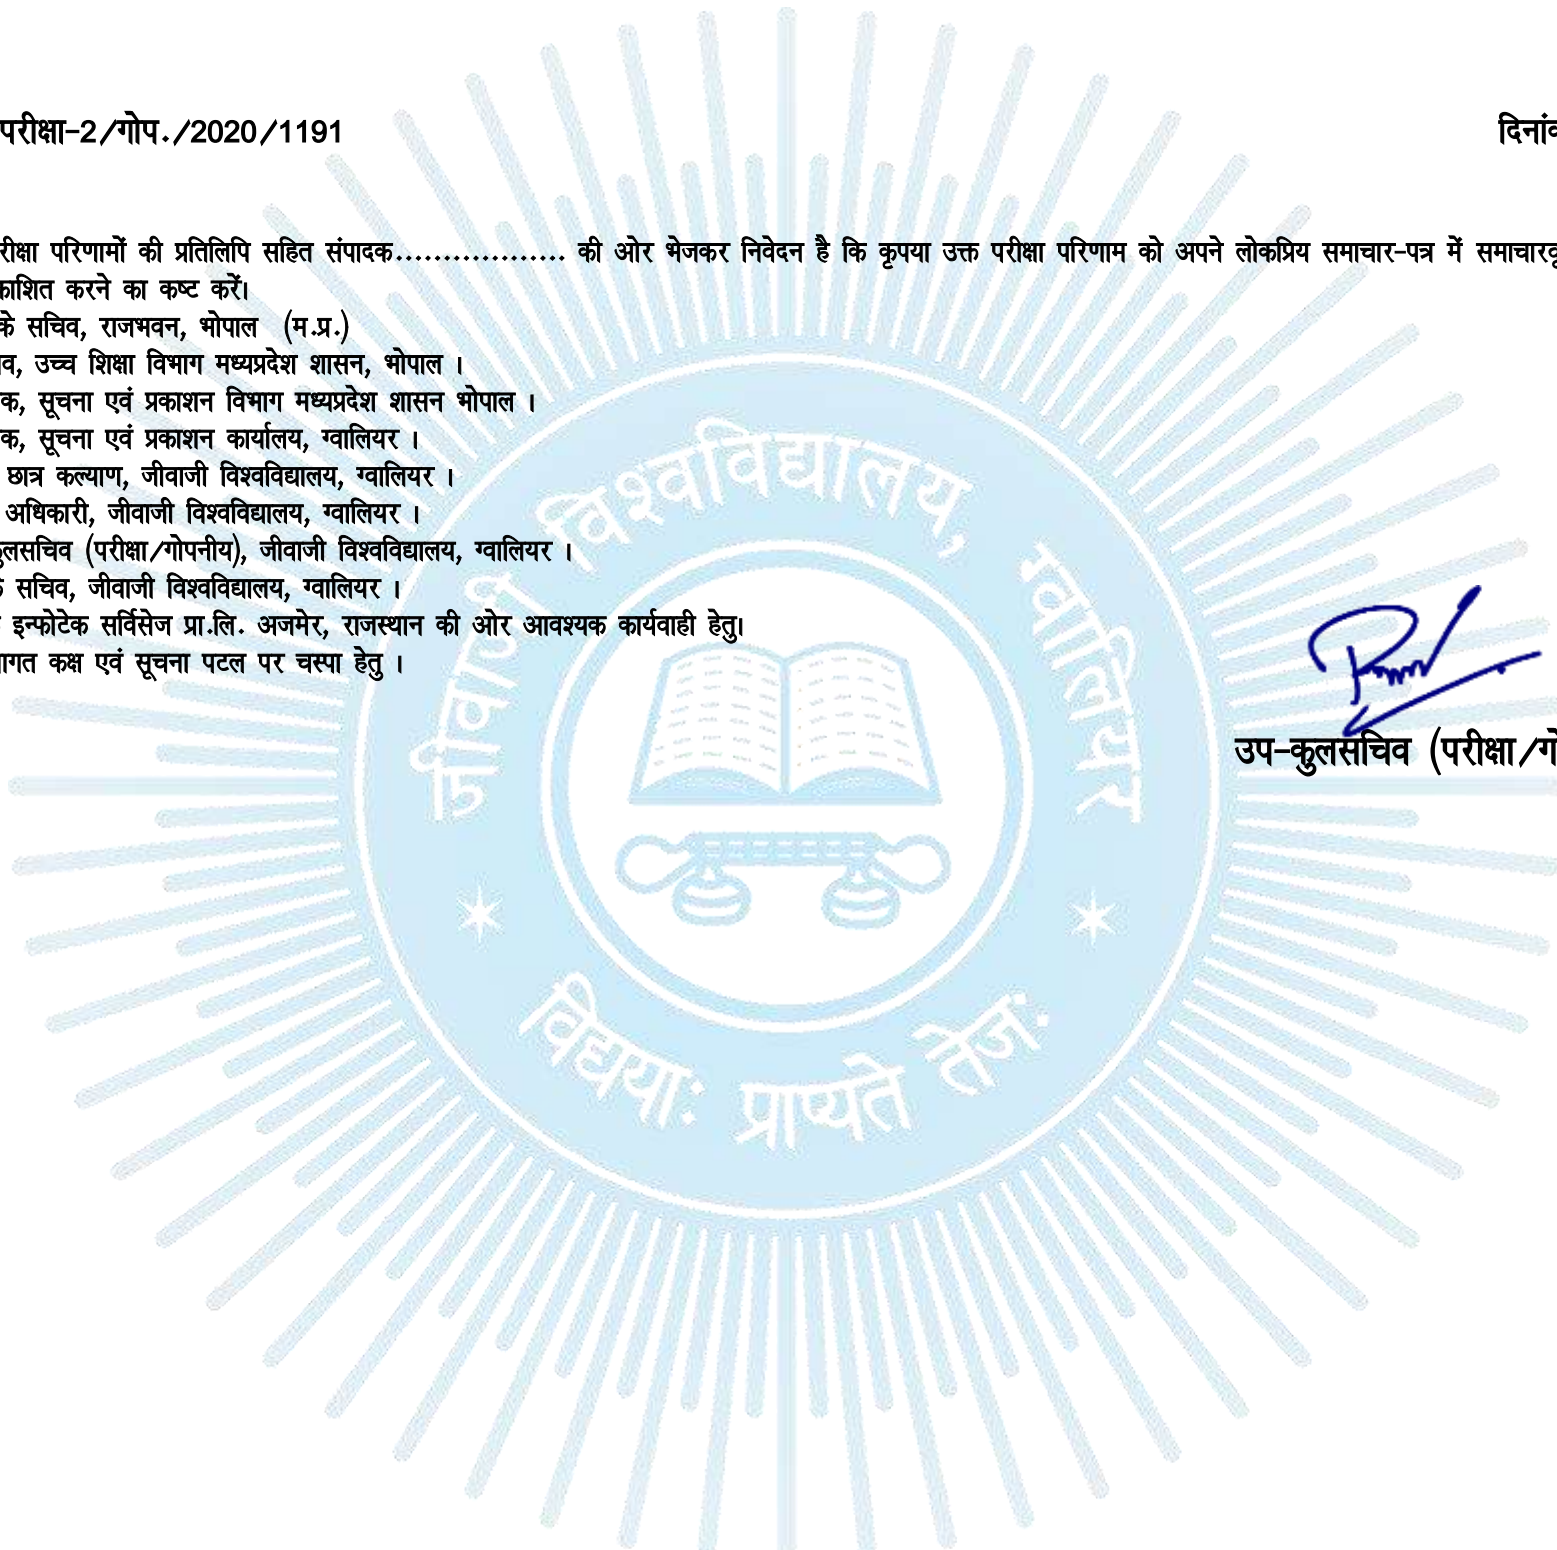 परीक्षा-2/गोप./2020/1191
दिनांक
रीक्षा परिणामों की प्रतिलिपि सहित संपादक.................. की ओर भेजकर निवेदन है कि कृपया उक्त परीक्षा परिणाम को अपने लोकप्रिय समाचार-पत्र में समाचार
काशित करने का कष्ट करें।
के सचिव, राजभवन, भोपाल (म.प्र.)
व, उच्च शिक्षा विभाग मध्यप्रदेश शासन, भोपाल ।
क, सूचना एवं प्रकाशन विभाग मध्यप्रदेश शासन भोपाल ।
क, सूचना एवं प्रकाशन कार्यालय, ग्वालियर ।
छात्र कल्याण, जीवाजी विश्वविद्यालय, ग्वालियर ।
अधिकारी, जीवाजी विश्वविद्यालय, ग्वालियर ।
कुलसचिव (परीक्षा/गोपनीय), जीवाजी विश्वविद्यालय, ग्वालियर ।
के सचिव, जीवाजी विश्वविद्यालय, ग्वालियर ।
इन्फोटेक सर्विसेज प्रा.लि. अजमेर, राजस्थान की ओर आवश्यक कार्यवाही हेतु।
ागत कक्ष एवं सूचना पटल पर चस्पा हेतु ।
उप-कुलसचिव (परीक्षा/गो
जीवाजी विश्वविद्यालय, ग्वालियर
विद्यया: प्राप्यते तेज: